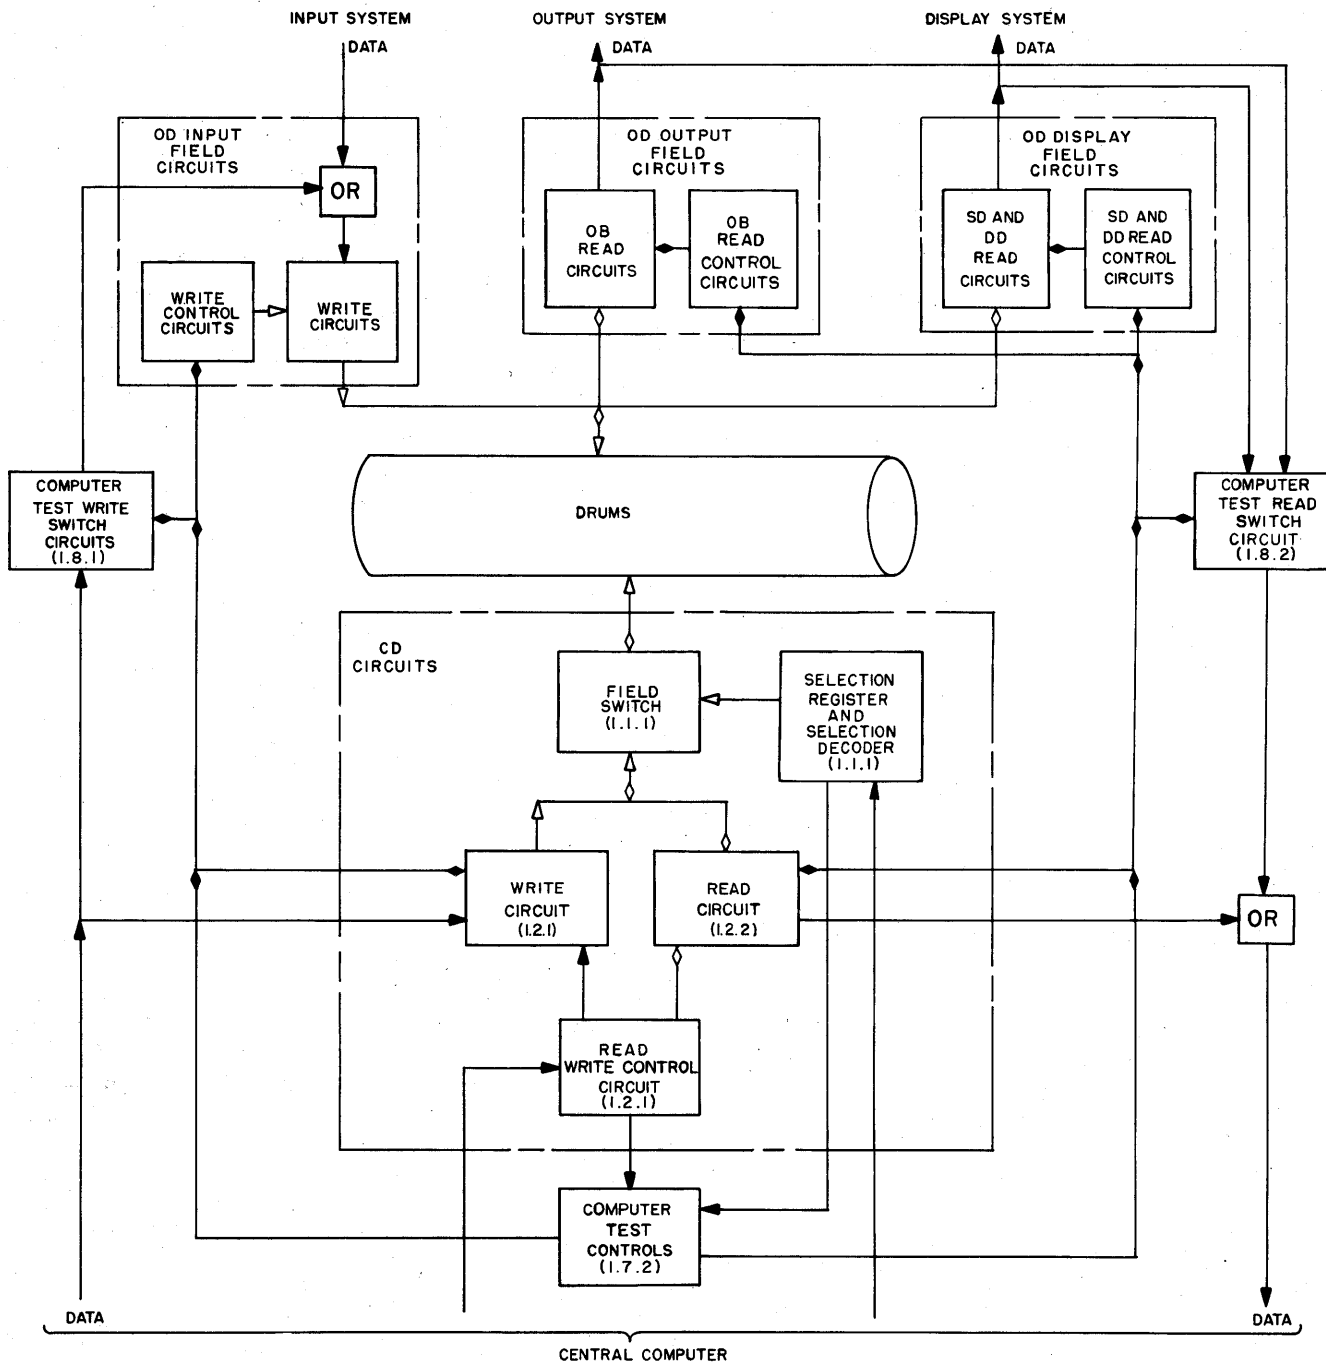 INPUT SYSTEM
DATA
OUTPUT SYSTEM
DATA
DISPLAY SYSTEM
DATA
OD INPUT
FIELD
CIRCUITS
OR
WRITE
CONTROL
CIRCUITS
WRITE
CIRCUITS
OD OUTPUT
FIELD
CIRCUITS
OB
READ
CIRCUITS
OB
READ
CONTROL
CIRCUITS
OD DISPLAY
FIELD
CIRCUITS
SD AND
DD
READ
CIRCUITS
SD AND
DD READ
CONTROL
CIRCUITS
COMPUTER
TEST WRITE
SWITCH
CIRCUITS
(1.8.1)
DRUMS
COMPUTER
TEST READ
SWITCH
CIRCUIT
(1.8.2)
CD
CIRCUITS
FIELD
SWITCH
(1.1.1)
SELECTION
REGISTER
AND
SELECTION
DECODER
(1.1.1)
WRITE
CIRCUIT
(1.2.1)
READ
CIRCUIT
(1.2.2)
OR
READ
WRITE CONTROL
CIRCUIT
(1.2.1)
COMPUTER
TEST
CONTROLS
(1.7.2)
DATA
DATA
CENTRAL COMPUTER